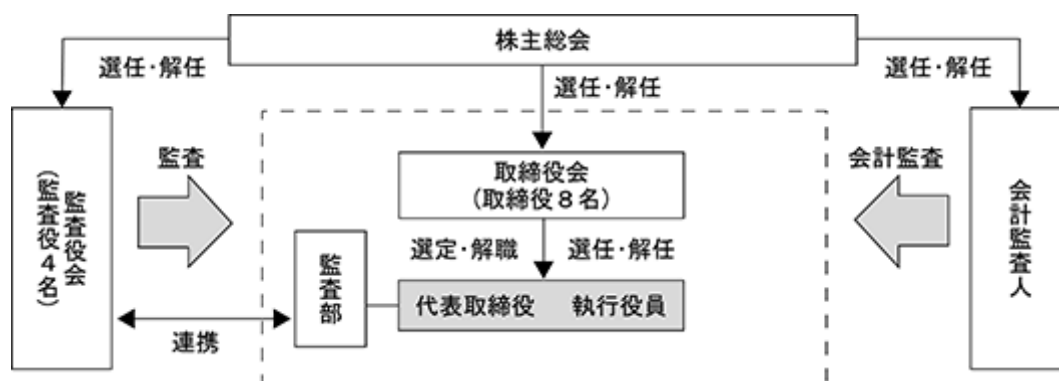 株主総会
選任・解任
選任・解任
選任・解任
監査役会
（監査役４名）
監査
取締役会
（取締役８名）
会計監査
会計監査人
選定・解職
選任・解任
監査部
代表取締役
執行役員
連携